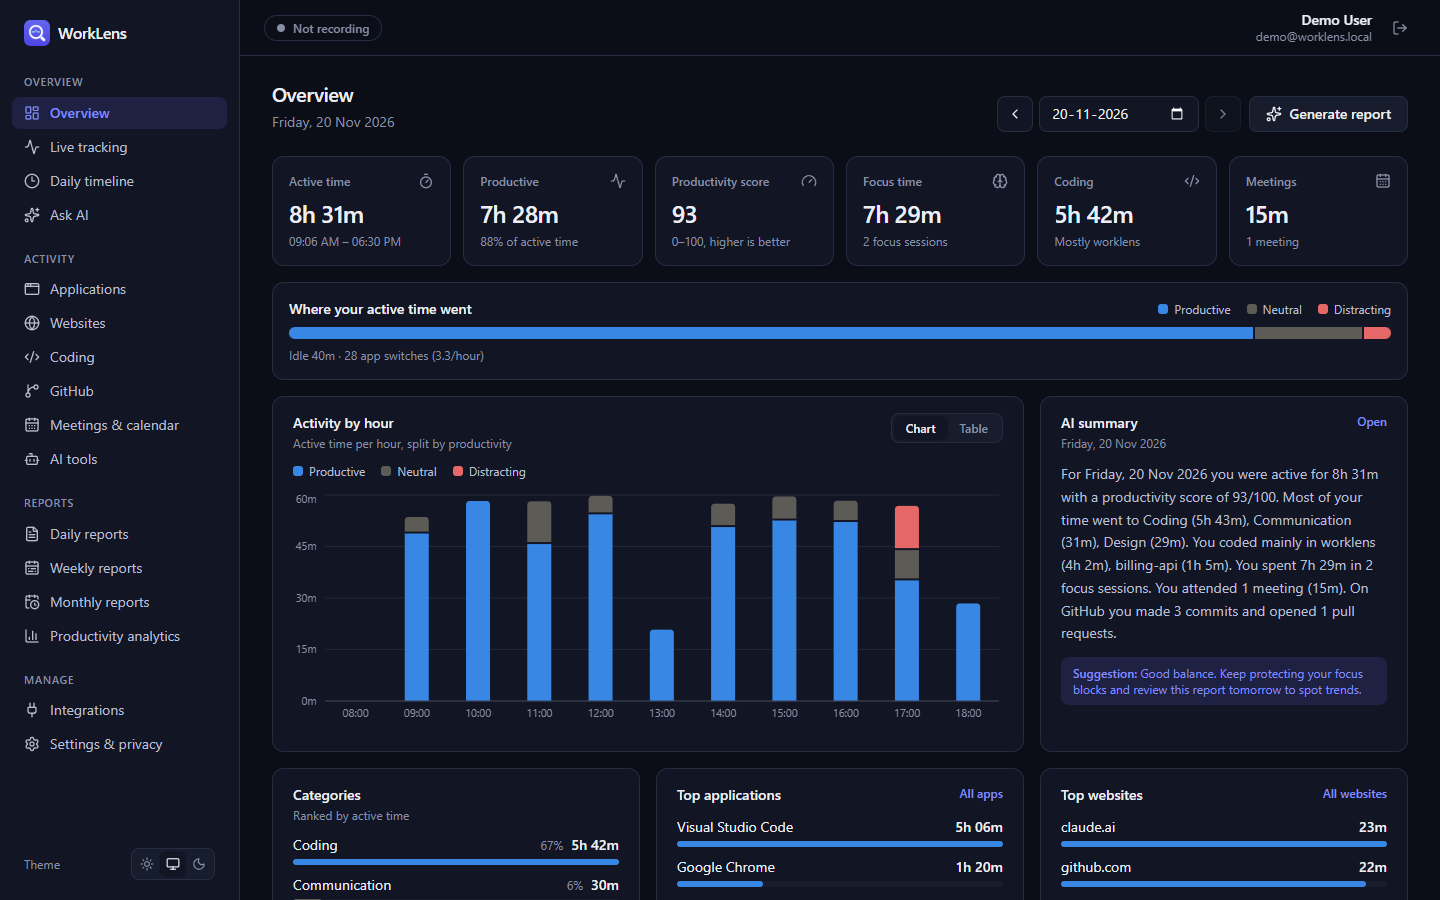 WorkLens
OVERVIEW
Overview
Live tracking
Daily timeline
Ask AI
ACTIVITY
Applications
Websites
Coding
GitHub
Meetings & calendar
AI tools
REPORTS
Daily reports
Weekly reports
Monthly reports
Productivity analytics
MANAGE
Integrations
Settings & privacy
Theme
Not recording
Demo User
demo@worklens.local
Overview
Friday, 20 Nov 2026
20-11-2026
Generate report
Active time
8h 31m
09:06 AM – 06:30 PM
Productive
7h 28m
88% of active time
Productivity score
93
0–100, higher is better
Focus time
7h 29m
2 focus sessions
Coding
5h 42m
Mostly worklens
Meetings
15m
1 meeting
Where your active time went
Productive Neutral Distracting
Idle 40m · 28 app switches (3.3/hour)
Activity by hour
Active time per hour, split by productivity
Chart Table
Productive Neutral Distracting
60m
45m
30m
15m
0m
08:00 09:00 10:00 11:00 12:00 13:00 14:00 15:00 16:00 17:00 18:00
AI summary
Open
Friday, 20 Nov 2026
For Friday, 20 Nov 2026 you were active for 8h 31m
with a productivity score of 93/100. Most of your
time went to Coding (5h 43m), Communication
(31m), Design (29m). You coded mainly in worklens
(4h 2m), billing-api (1h 5m). You spent 7h 29m in 2
focus sessions. You attended 1 meeting (15m). On
GitHub you made 3 commits and opened 1 pull
requests.
Suggestion: Good balance. Keep protecting your focus
blocks and review this report tomorrow to spot trends.
Categories
Ranked by active time
Coding 67% 5h 42m
Communication 6% 30m
Top applications All apps
Visual Studio Code 5h 06m
Google Chrome 1h 20m
Top websites All websites
claude.ai 23m
github.com 22m